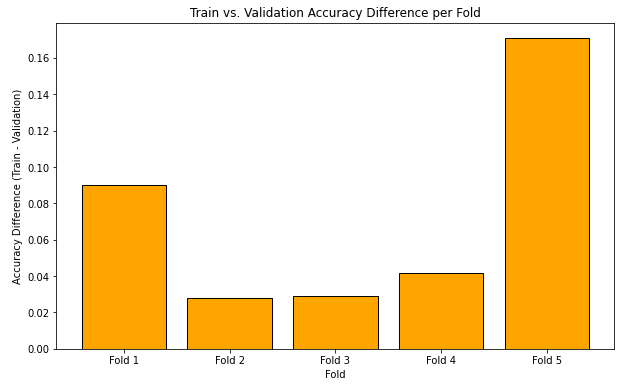 Train vs. Validation Accuracy Difference per Fold
Accuracy Difference (Train - Validation)
0.16
0.14
0.12
0.10
0.08
0.06
0.04
0.02
0.00
Fold 1
Fold 2
Fold 3
Fold 4
Fold 5
Fold